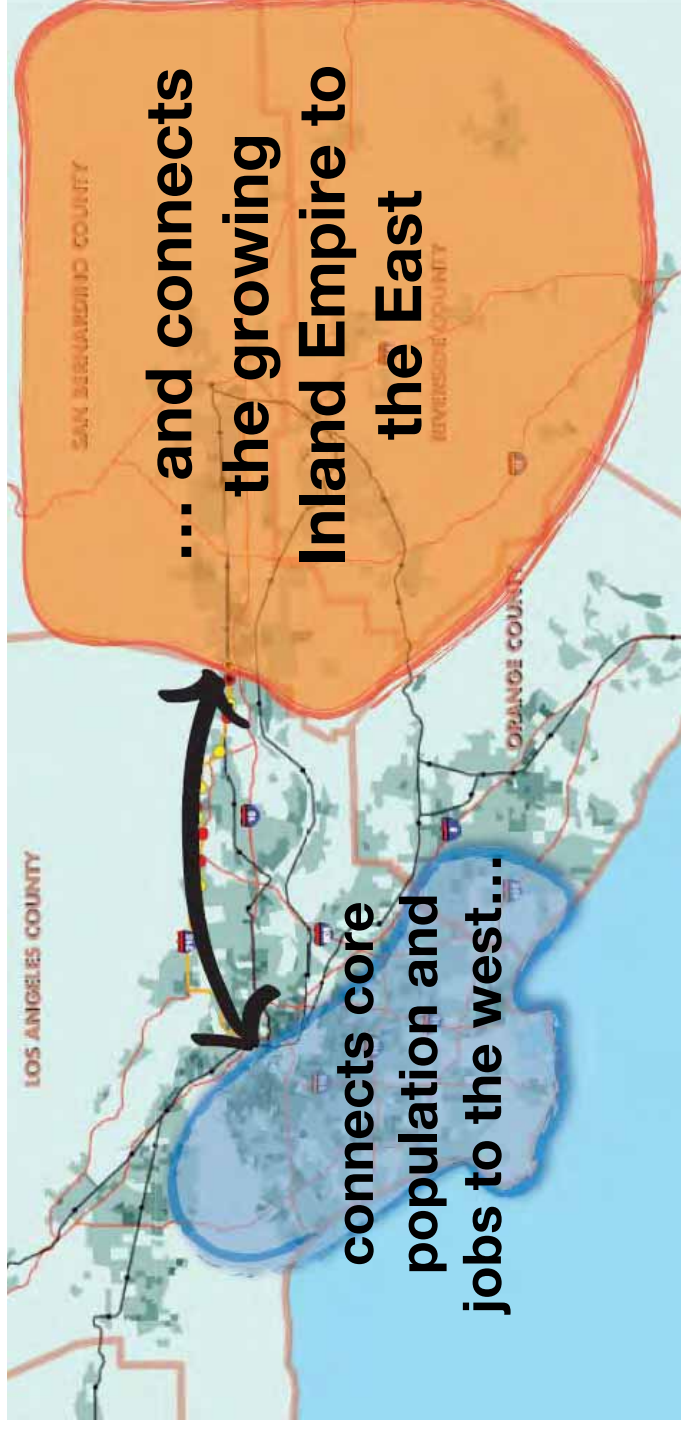 LOS ANGELES COUNTY
SAN BERNARDINO COUNTY
connects core
population and
jobs to the west...
... and connects
the growing
Inland Empire to
the East
RIVERSIDE COUNTY
ORANGE COUNTY